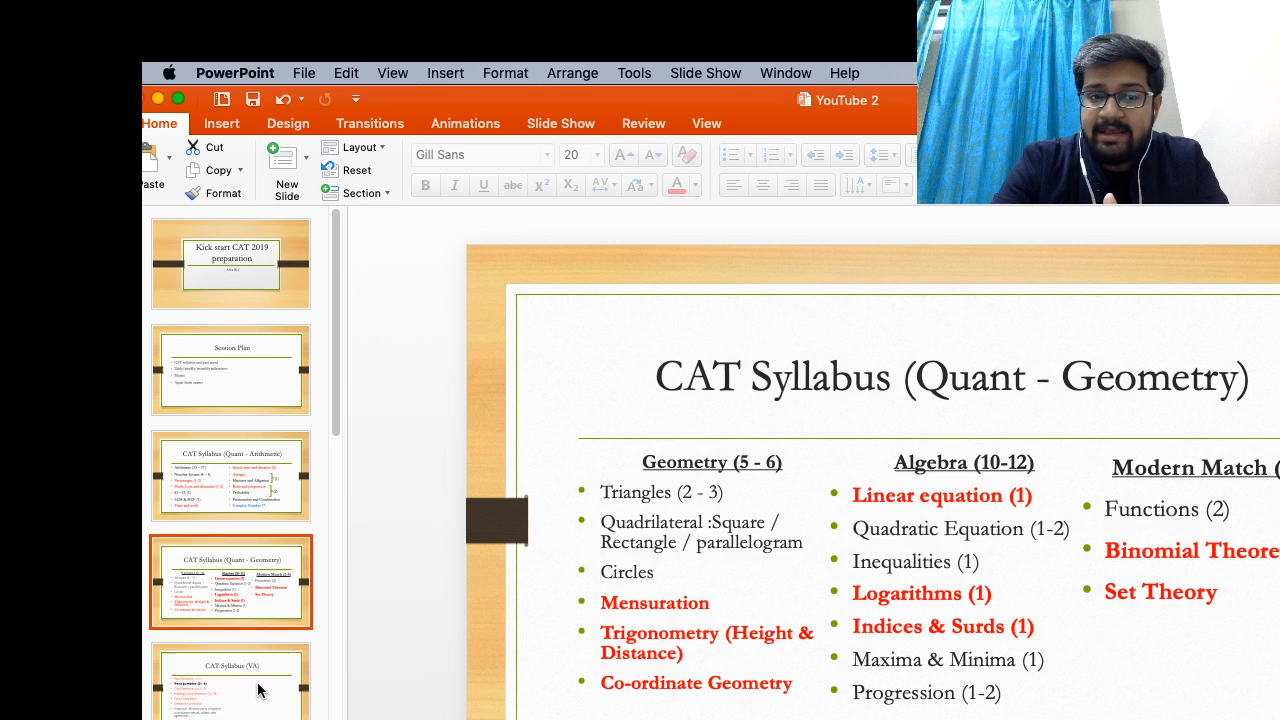 PowerPoint File Edit View Insert Format Arrange Tools Slide Show Window Help
YouTube 2
Home Insert Design Transitions Animations Slide Show Review View
Cut
Copy
Format
New
Slide
Layout
Reset
Section
Gill Sans 20
Kick start CAT 2019
preparation
Session Plan
CAT Syllabus (Quant - Arithmetic)
CAT Syllabus (Quant - Geometry)
CAT Syllabus (VA)
CAT Syllabus (Quant - Geometry)
Geometry (5 - 6)
Triangles (2 - 3)
Quadrilateral :Square /
Rectangle / parallelogram
Circles
Mensuration
Trigonometry (Height &
Distance)
Co-ordinate Geometry
Algebra (10-12)
Linear equation (1)
Quadratic Equation (1-2)
Inequalities (1)
Logarithms (1)
Indices & Surds (1)
Maxima & Minima (1)
Progression (1-2)
Modern Match (
Functions (2)
Binomial Theore
Set Theory